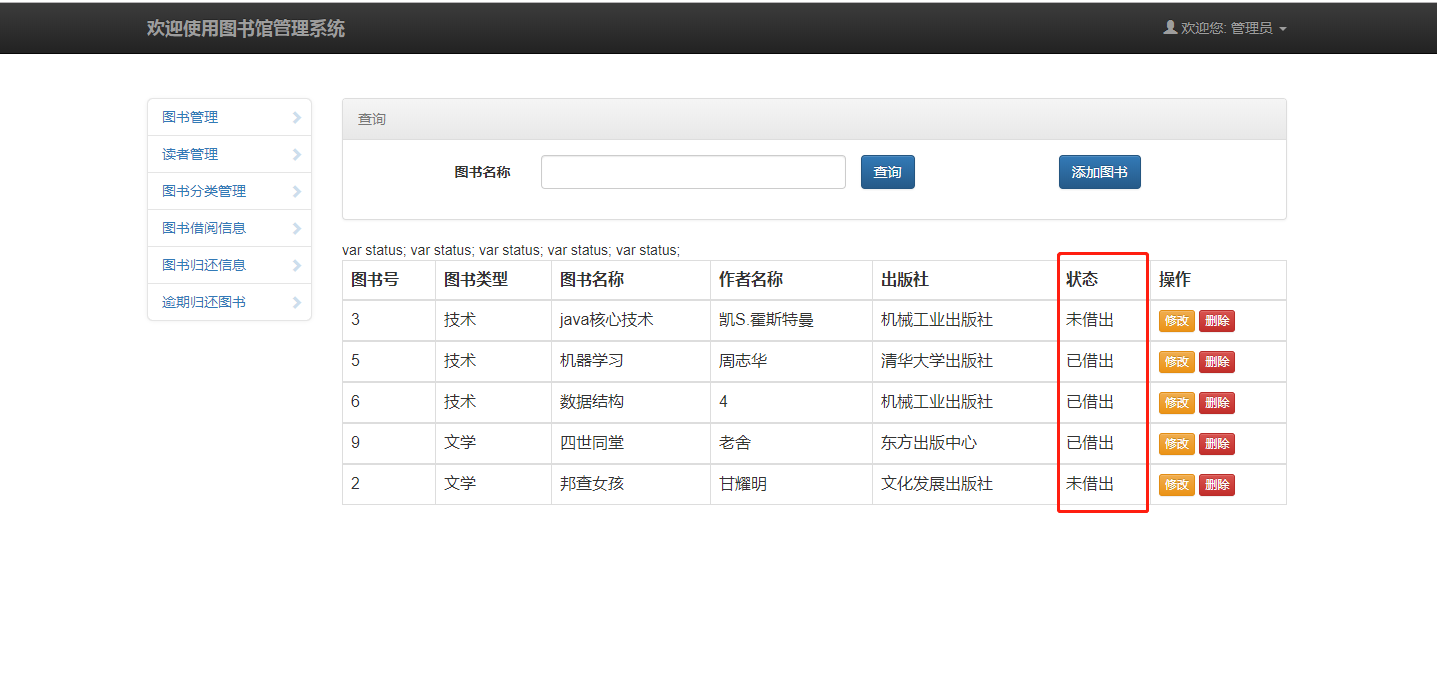 欢迎使用图书馆管理系统 欢迎您: 管理员
图书管理
读者管理
图书分类管理
图书借阅信息
图书归还信息
逾期归还图书
查询
图书名称 查询 添加图书
var status; var status; var status; var status; var status;
图书号 图书类型 图书名称 作者名称 出版社 状态 操作
3 技术 java核心技术 凯S.霍斯特曼 机械工业出版社 未借出 修改 删除
5 技术 机器学习 周志华 清华大学出版社 已借出 修改 删除
6 技术 数据结构 4 机械工业出版社 已借出 修改 删除
9 文学 四世同堂 老舍 东方出版中心 已借出 修改 删除
2 文学 邦查女孩 甘耀明 文化发展出版社 未借出 修改 删除